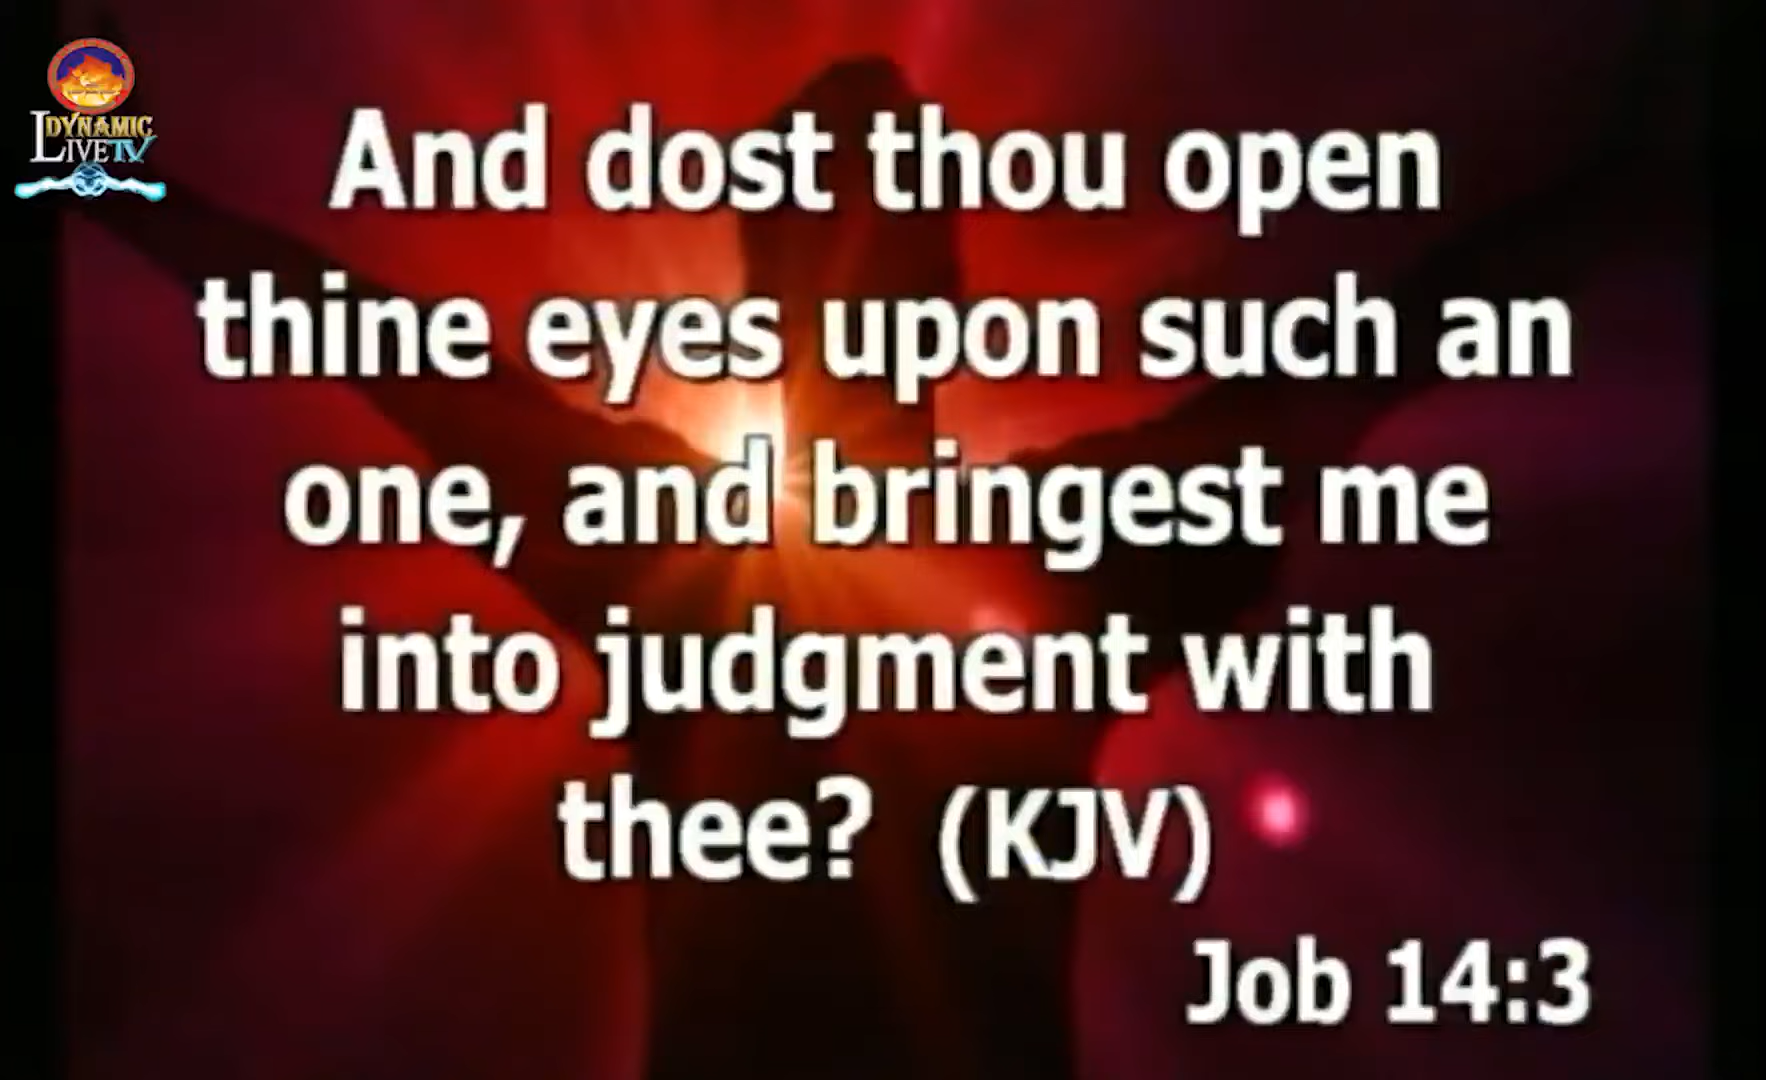 DYNAMIC
LIVETV
And dost thou open
thine eyes upon such an
one, and bringest me
into judgment with
thee? (KJV)
Job 14:3